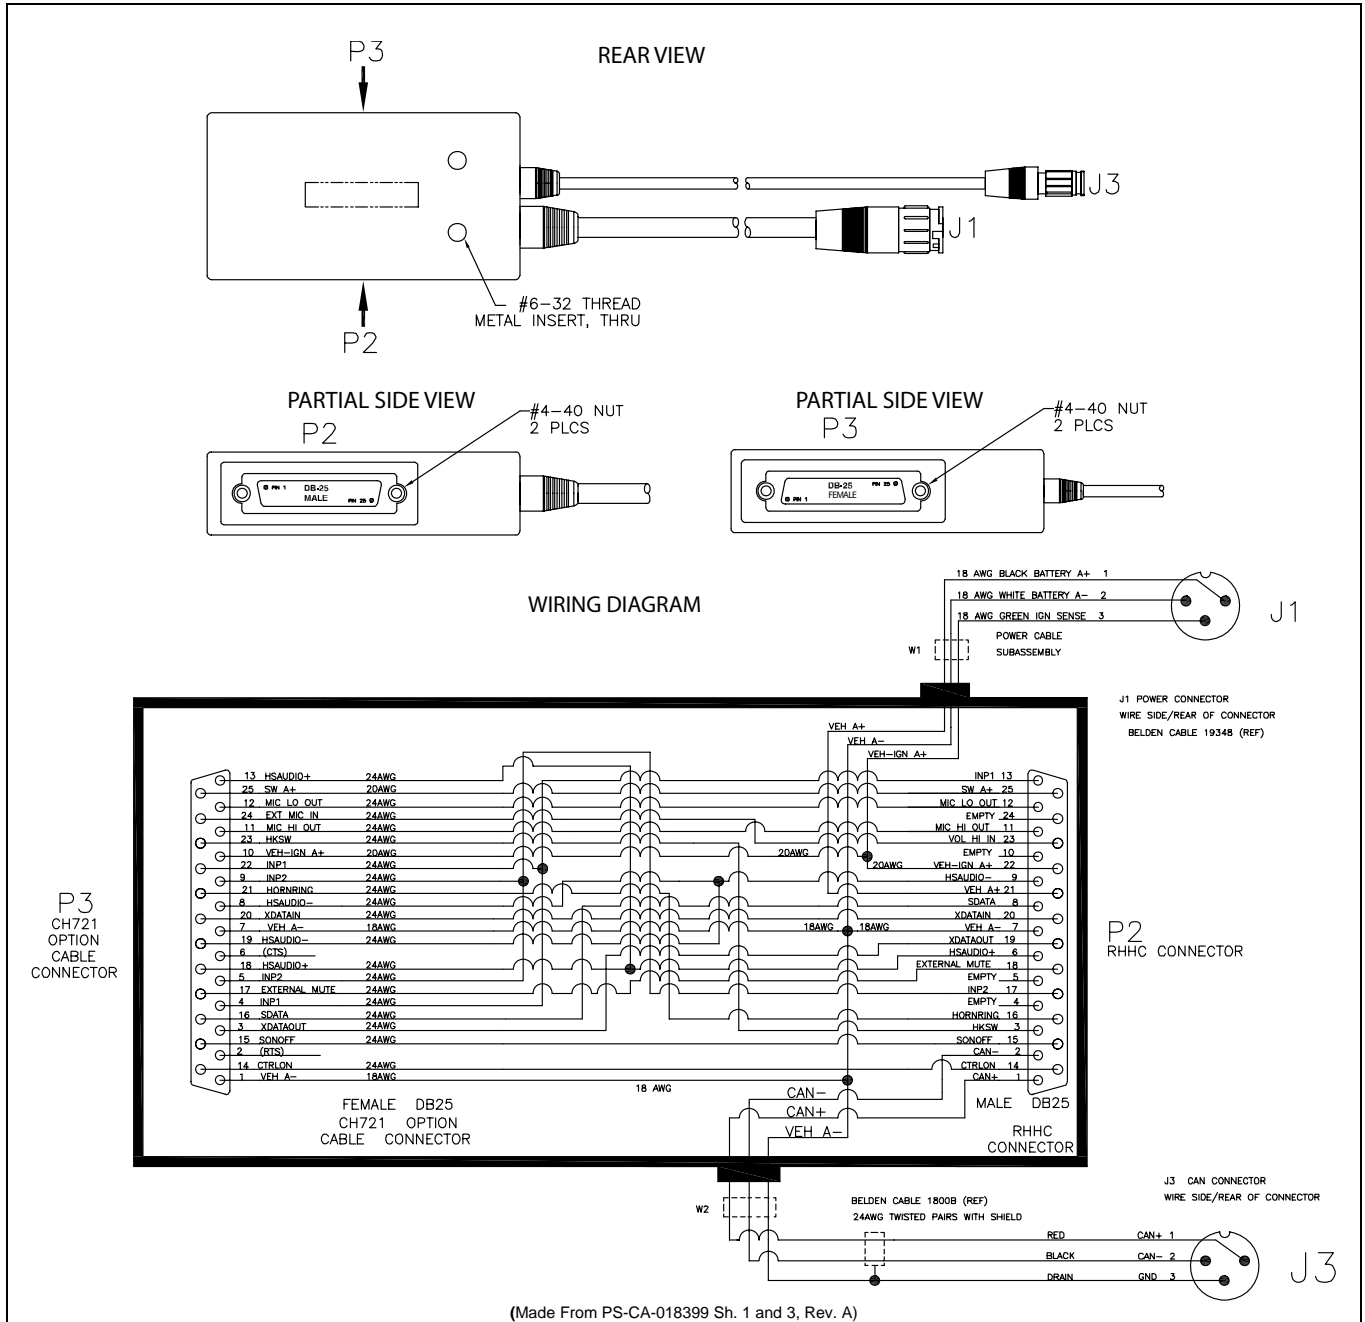 P3
REAR VIEW
J3
J1
#6-32 THREAD
METAL INSERT, THRU
P2
PARTIAL SIDE VIEW
P2
#4-40 NUT
2 PLCS
PIN 1
DB-25
MALE
PIN 25
PARTIAL SIDE VIEW
P3
#4-40 NUT
2 PLCS
PIN 1
DB-25
FEMALE
PIN 25
WIRING DIAGRAM
18 AWG BLACK BATTERY A+ 1
18 AWG WHITE BATTERY A- 2
18 AWG GREEN IGN SENSE 3
J1
POWER CABLE
SUBASSEMBLY
W1
J1 POWER CONNECTOR
WIRE SIDE/REAR OF CONNECTOR
BELDEN CABLE 19348 (REF)
VEH A+
VEH A-
VEH-IGN A+
13 HSAUDIO+ 24AWG
25 SW A+ 20AWG
12 MIC LO OUT 24AWG
24 EXT MIC IN 24AWG
11 MIC HI OUT 24AWG
23 HKSW 24AWG
10 VEH-IGN A+ 20AWG
22 INP1 24AWG
9 INP2 24AWG
21 HORNRING 24AWG
8 HSAUDIO- 24AWG
20 XDATAIN 24AWG
7 VEH A- 18AWG
19 HSAUDIO- 24AWG
6 (CTS)
18 HSAUDIO+ 24AWG
5 INP2 24AWG
17 EXTERNAL MUTE 24AWG
4 INP1 24AWG
16 SDATA 24AWG
3 XDATAOUT 24AWG
15 SONOFF 24AWG
2 (RTS)
14 CTRLON 24AWG
1 VEH A- 18AWG
P3
CH721
OPTION
CABLE
CONNECTOR
20AWG
20AWG
18AWG
18AWG
18 AWG
INP1 13
SW A+ 25
MIC LO OUT 12
EMPTY 24
MIC HI OUT 11
VOL HI IN 23
EMPTY 10
VEH-IGN A+ 22
HSAUDIO- 9
VEH A+ 21
SDATA 8
XDATAIN 20
VEH A- 7
XDATAOUT 19
HSAUDIO+ 6
EXTERNAL MUTE 18
EMPTY 5
INP2 17
EMPTY 4
HORNRING 16
HKSW 3
SONOFF 15
CAN- 2
CTRLON 14
CAN+ 1
P2
RHHC CONNECTOR
FEMALE DB25
CH721 OPTION
CABLE CONNECTOR
CAN-
CAN+
VEH A-
MALE DB25
RHHC
CONNECTOR
W2
BELDEN CABLE 1800B (REF)
24AWG TWISTED PAIRS WITH SHIELD
J3 CAN CONNECTOR
WIRE SIDE/REAR OF CONNECTOR
RED CAN+ 1
BLACK CAN- 2
DRAIN GND 3
J3
(Made From PS-CA-018399 Sh. 1 and 3, Rev. A)